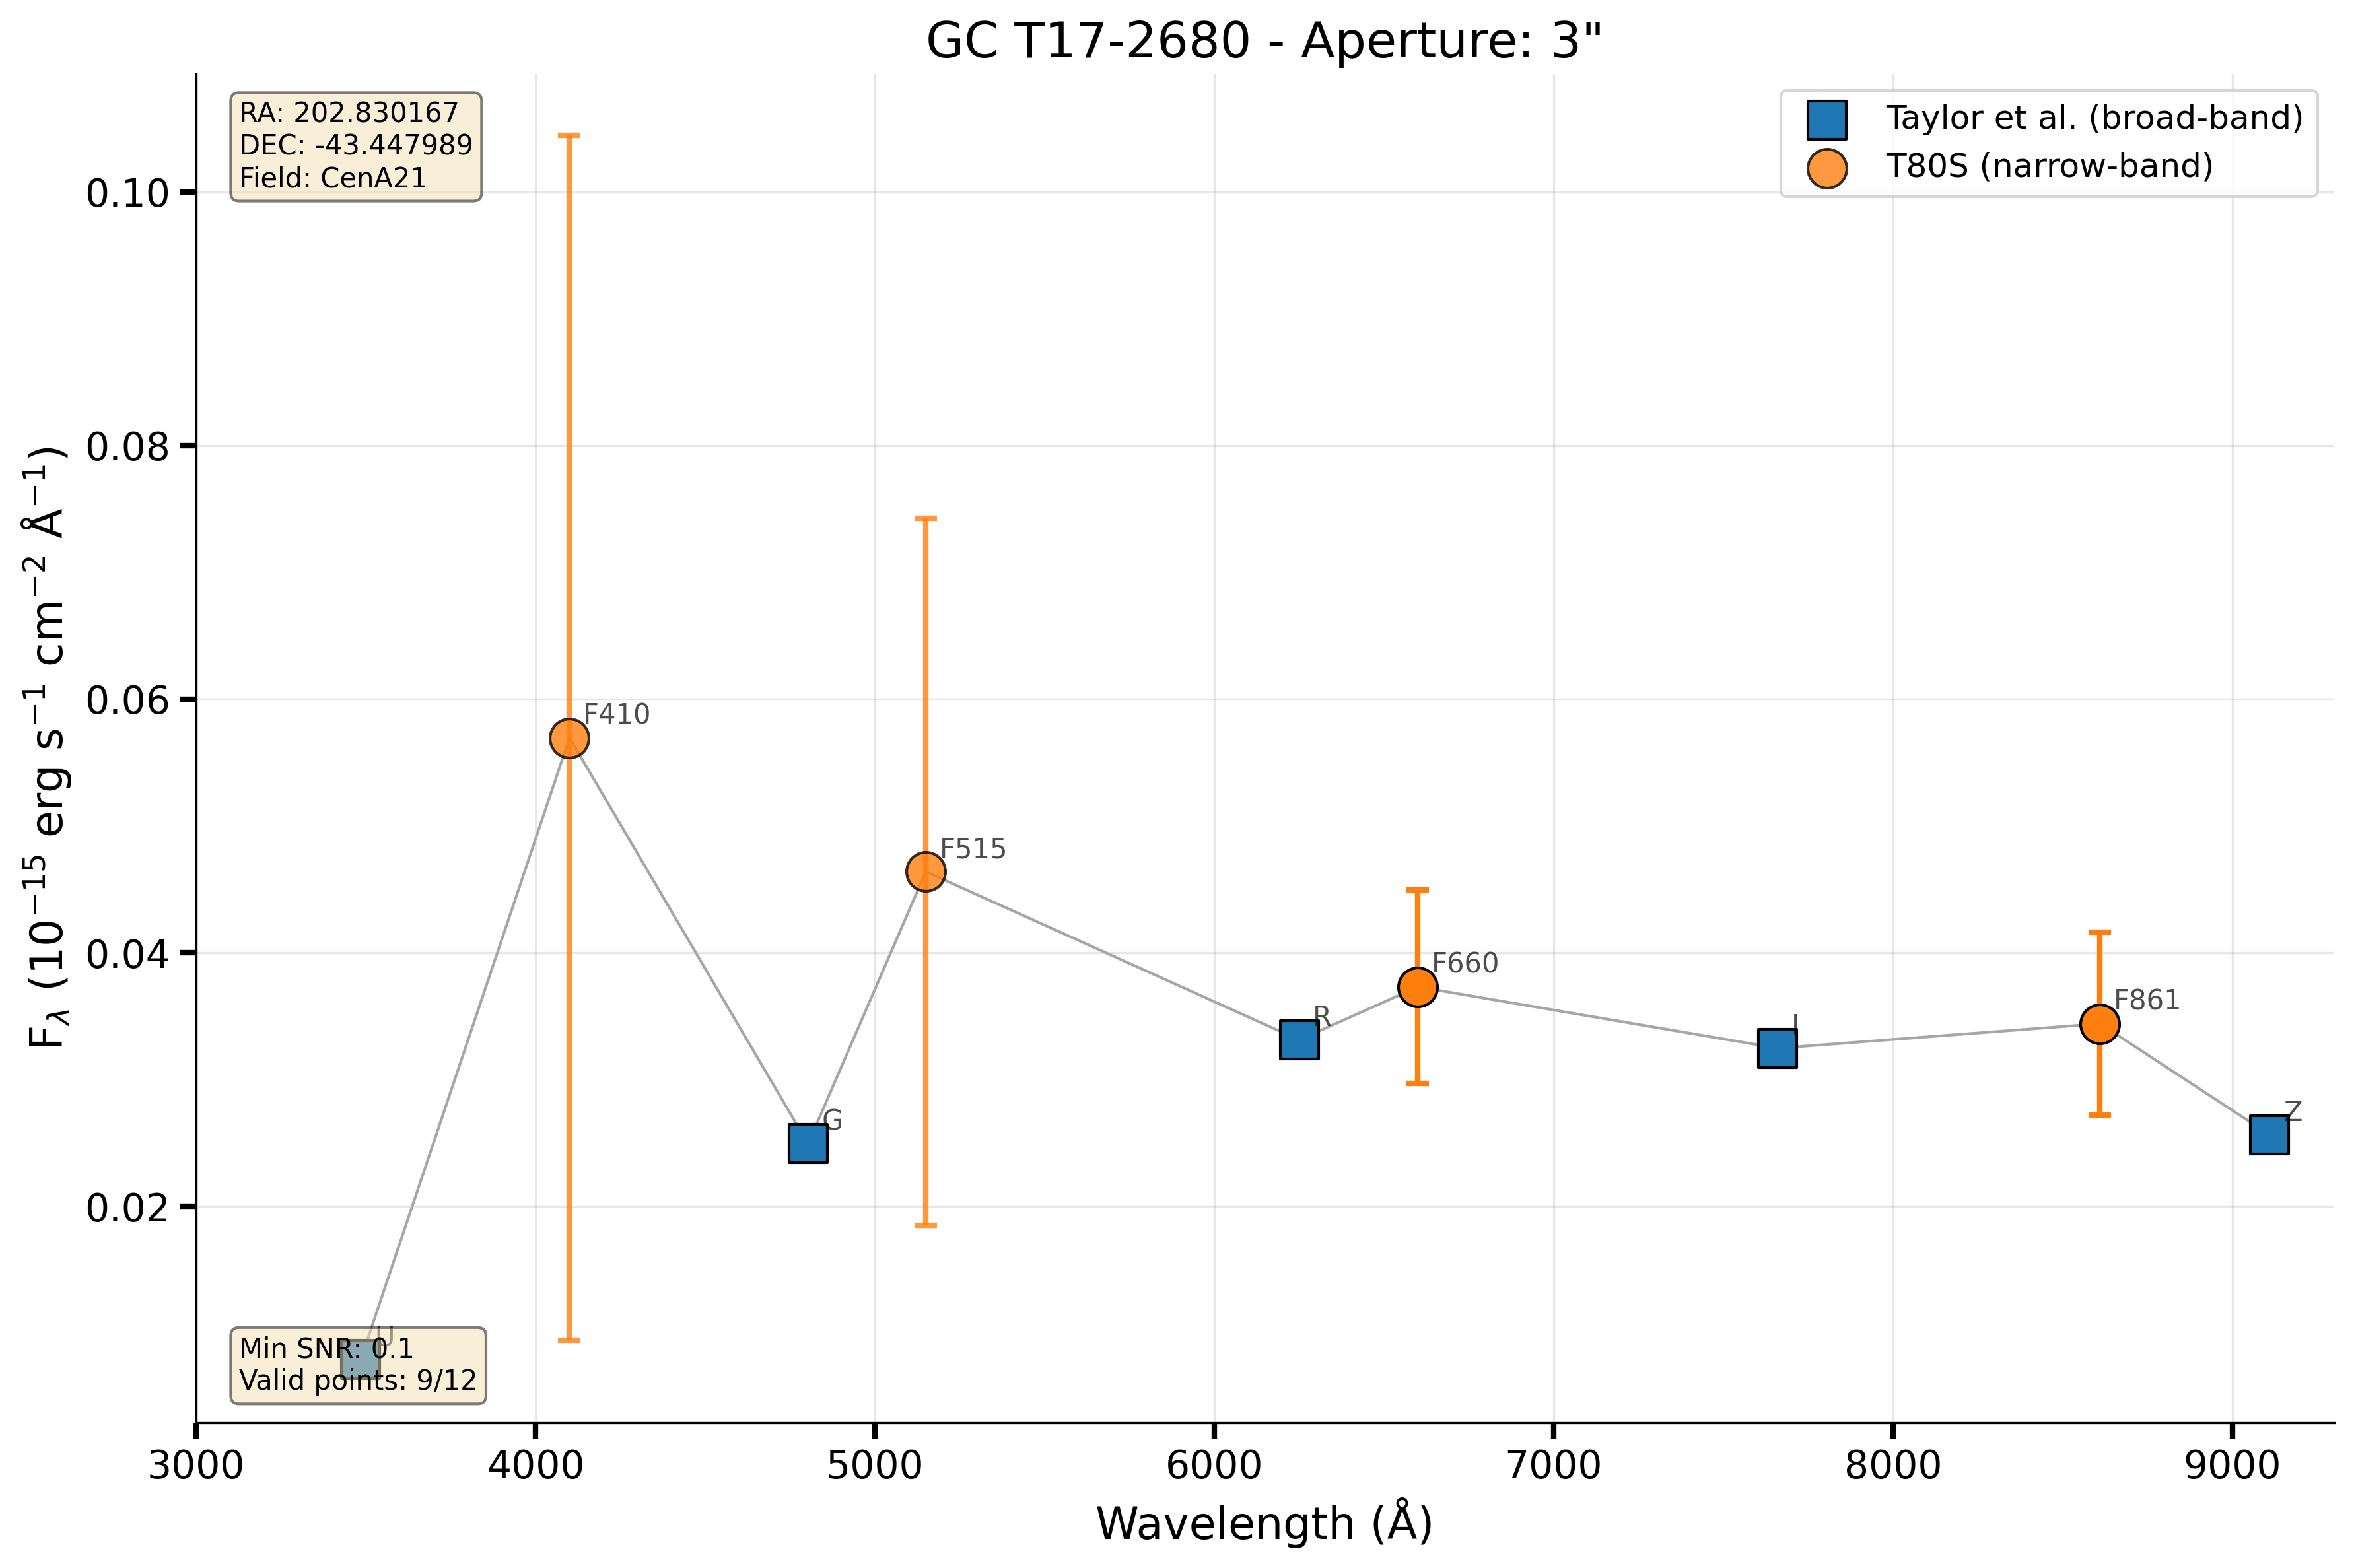 GC T17-2680 - Aperture: 3"
RA: 202.830167
DEC: -43.447989
Field: CenA21
Taylor et al. (broad-band)
T80S (narrow-band)
F_λ (10⁻¹⁵ erg s⁻¹ cm⁻² Å⁻¹)
0.10
0.08
0.06
0.04
0.02
F410
F515
F660
R
I
F861
G
Z
U
Min SNR: 0.1
Valid points: 9/12
3000 4000 5000 6000 7000 8000 9000
Wavelength (Å)